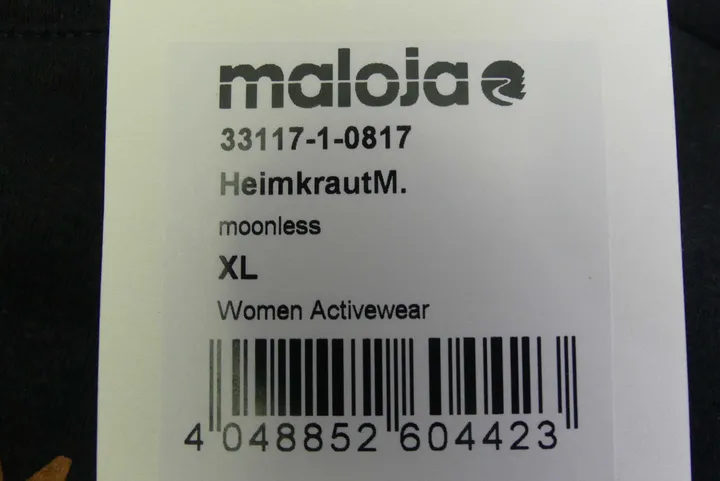 maloja
33117-1-0817
HeimkrautM.
moonless
XL
Women Activewear
4 048852 604423